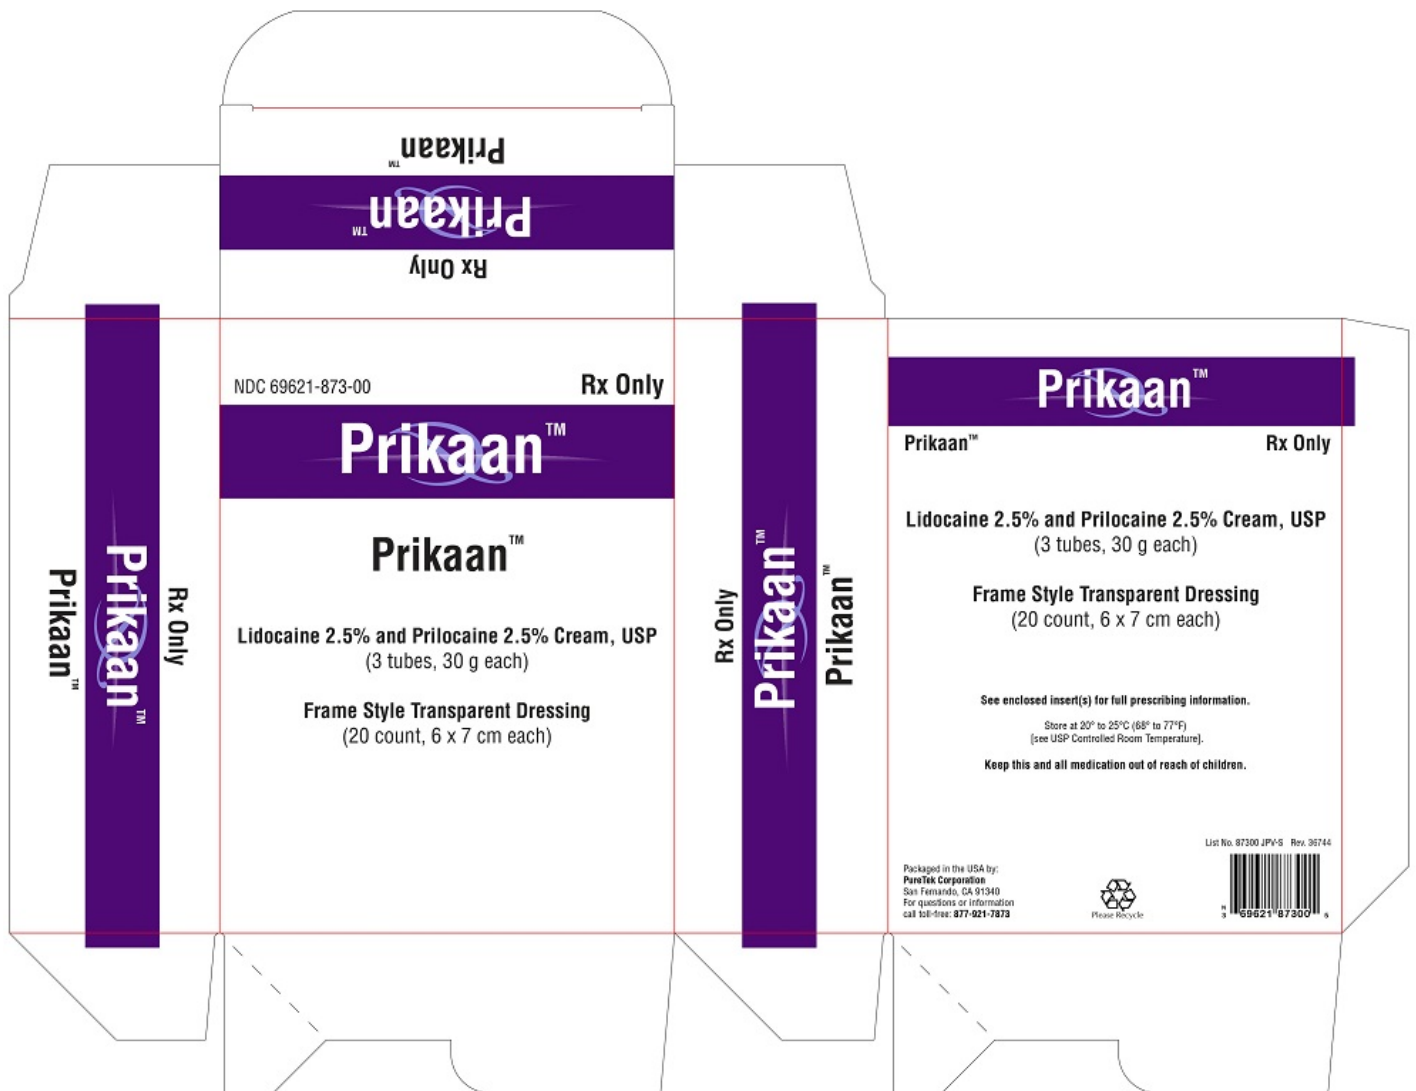 Prikaan™
Prikaan™
Rx Only
Prikaan™
Prikaan™
Rx Only
NDC 69621-873-00
Rx Only
Prikaan™
Prikaan™
Lidocaine 2.5% and Prilocaine 2.5% Cream, USP
(3 tubes, 30 g each)
Frame Style Transparent Dressing
(20 count, 6 x 7 cm each)
Rx Only
Prikaan™
Prikaan™
Prikaan™
Prikaan™
Rx Only
Lidocaine 2.5% and Prilocaine 2.5% Cream, USP
(3 tubes, 30 g each)
Frame Style Transparent Dressing
(20 count, 6 x 7 cm each)
See enclosed insert(s) for full prescribing information.
Store at 20° to 25°C (68° to 77°F)
[see USP Controlled Room Temperature].
Keep this and all medication out of reach of children.
List No. 87300 JPV-S Rev. 36744
Packaged in the USA by:
PureTek Corporation
San Fernando, CA 91340
For questions or information
call toll-free: 877-921-7873
Please Recycle
N
3 69621 87300 5